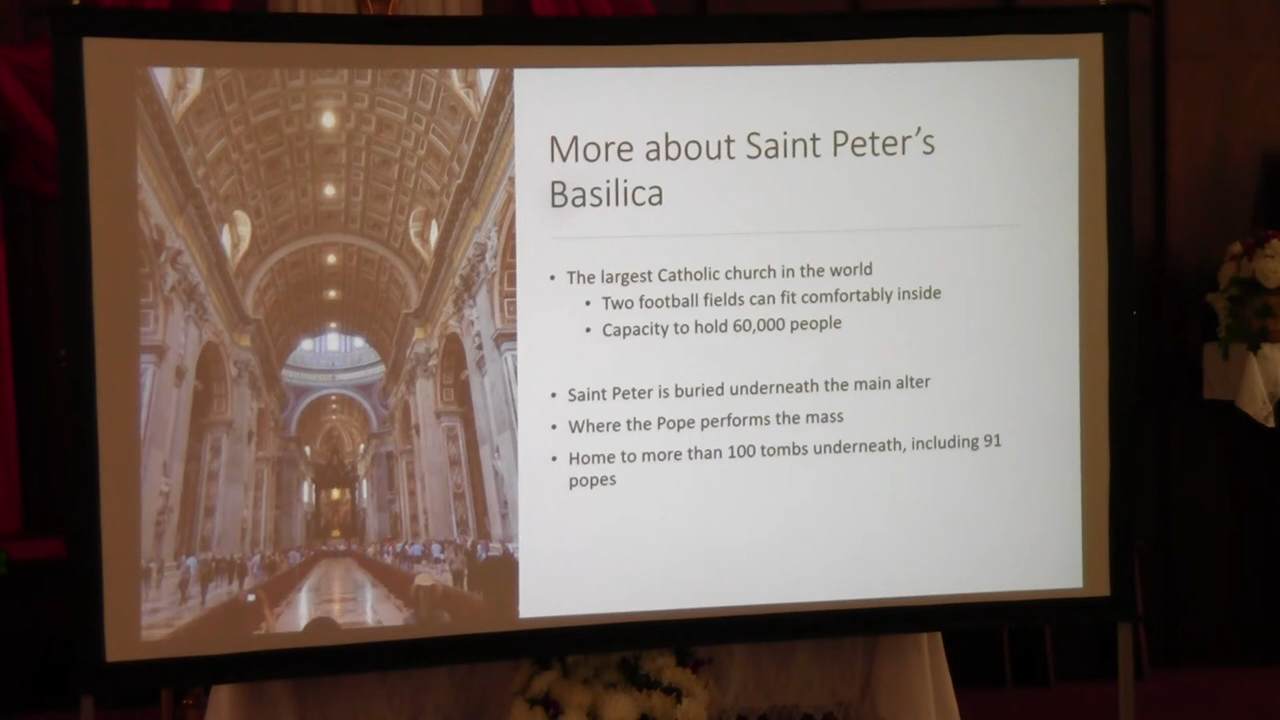 More about Saint Peter's
Basilica
• The largest Catholic church in the world
• Two football fields can fit comfortably inside
• Capacity to hold 60,000 people
• Saint Peter is buried underneath the main alter
• Where the Pope performs the mass
• Home to more than 100 tombs underneath, including 91
popes